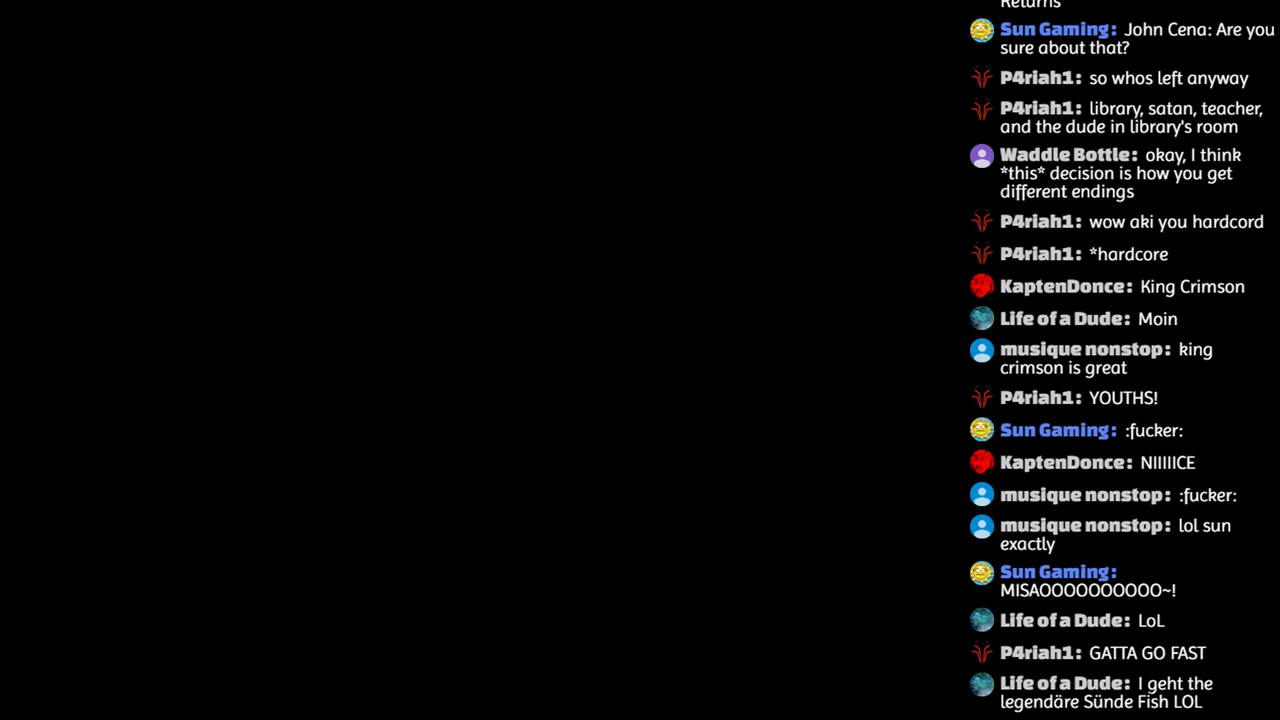 Returns
Sun Gaming: John Cena: Are you
sure about that?
P4riah1: so whos left anyway
P4riah1: library, satan, teacher,
and the dude in library's room
Waddle Bottle: okay, I think
*this* decision is how you get
different endings
P4riah1: wow aki you hardcord
P4riah1: *hardcore
KaptenDonce: King Crimson
Life of a Dude: Moin
musique nonstop: king
crimson is great
P4riah1: YOUTHS!
Sun Gaming: :fucker:
KaptenDonce: NIIIIICE
musique nonstop: :fucker:
musique nonstop: lol sun
exactly
Sun Gaming:
MISAOOOOOOOOOO~!
Life of a Dude: LoL
P4riah1: GATTA GO FAST
Life of a Dude: I geht the
legendäre Sünde Fish LOL